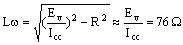 Lω = √((E_v / I_cc)² − R²) ≈ E_v / I_cc = 76 Ω